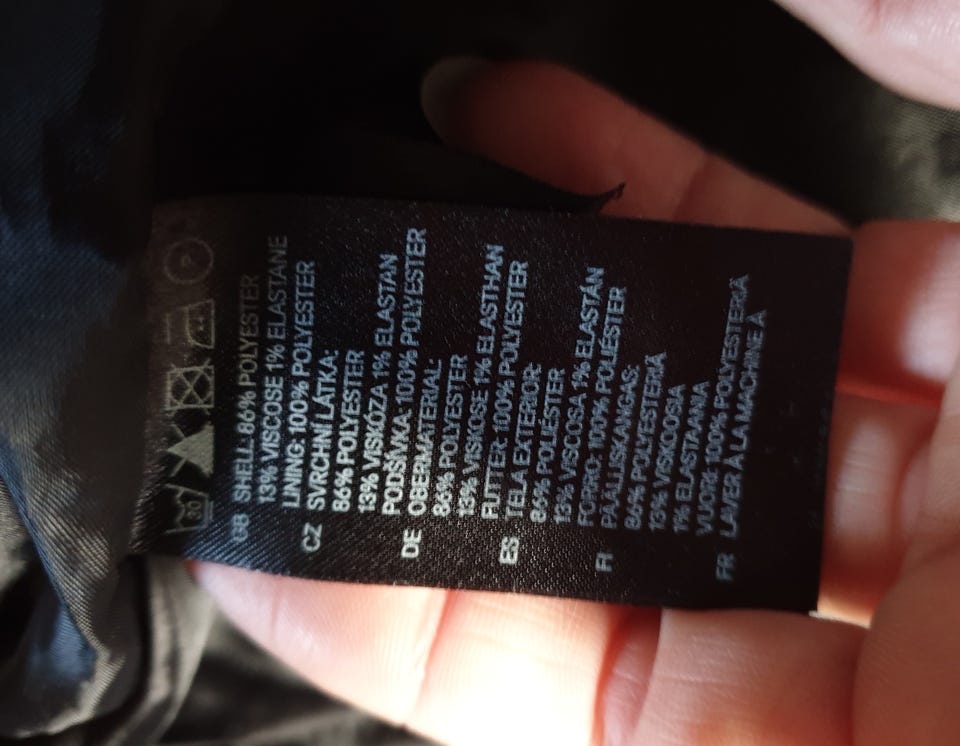 30 P
GB SHELL: 86% POLYESTER
13% VISCOSE 1% ELASTANE
LINING: 100% POLYESTER
CZ SVRCHNÍ LÁTKA:
86% POLYESTER
13% VISKÓZA 1% ELASTAN
PODŠÍVKA: 100% POLYESTER
DE OBERMATERIAL:
86% POLYESTER
13% VISKOSE 1% ELASTHAN
FUTTER: 100% POLYESTER
ES TELA EXTERIOR:
86% POLIÉSTER
13% VISCOSA 1% ELASTÁN
FORRO: 100% POLIÉSTER
FI PÄÄLLISKANGAS:
86% POLYESTERIÄ
13% VISKOOSIA
1% ELASTAANIA
VUORI: 100% POLYESTERIÄ
FR LAVER À LA MACHINE À